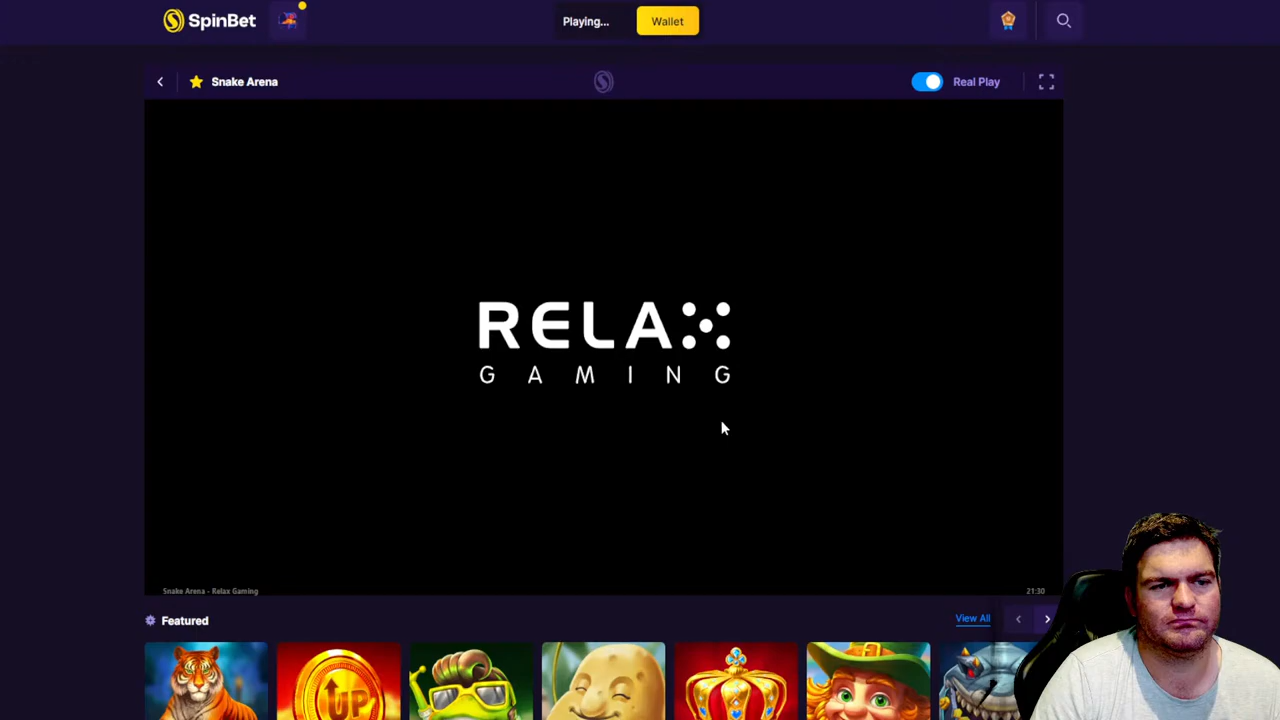 SpinBet
Playing...
Wallet
Snake Arena
Real Play
RELAX
GAMING
Snake Arena - Relax Gaming
21:30
Featured
View All
UP